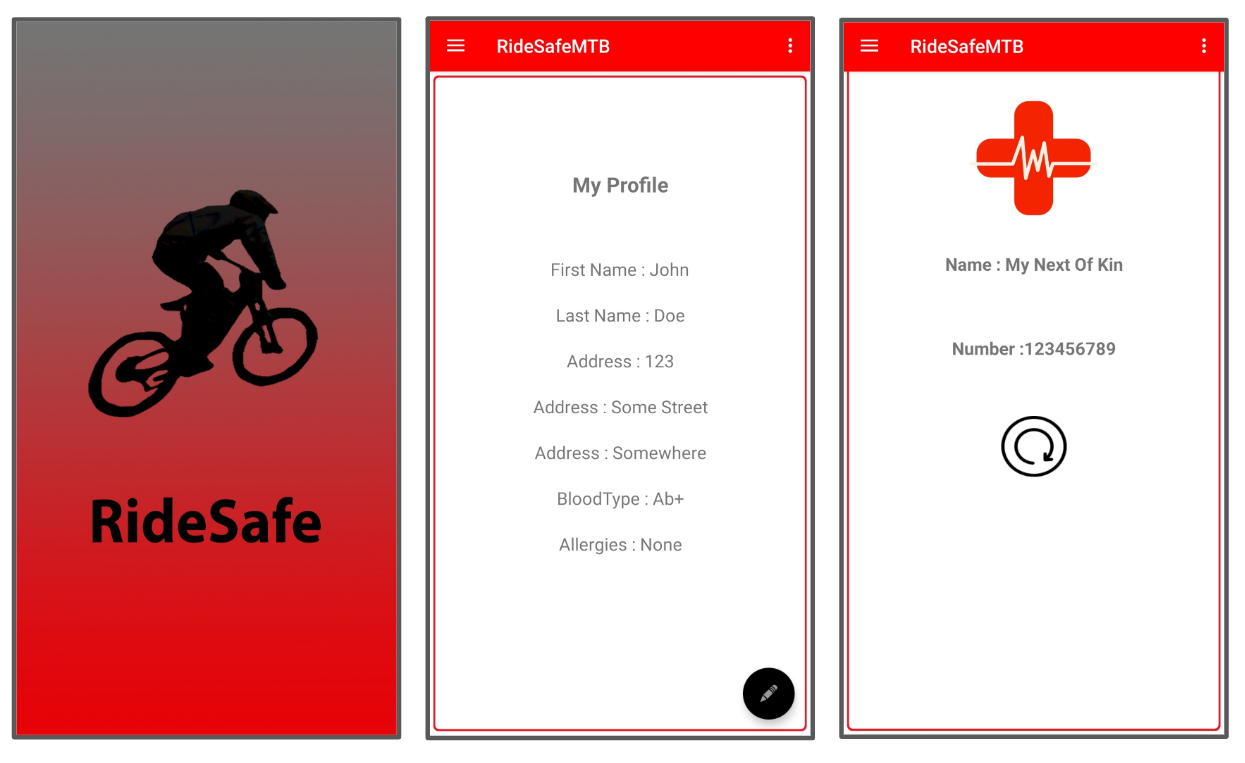 RideSafe
RideSafeMTB
My Profile
First Name : John
Last Name : Doe
Address : 123
Address : Some Street
Address : Somewhere
BloodType : Ab+
Allergies : None
RideSafeMTB
Name : My Next Of Kin
Number :123456789